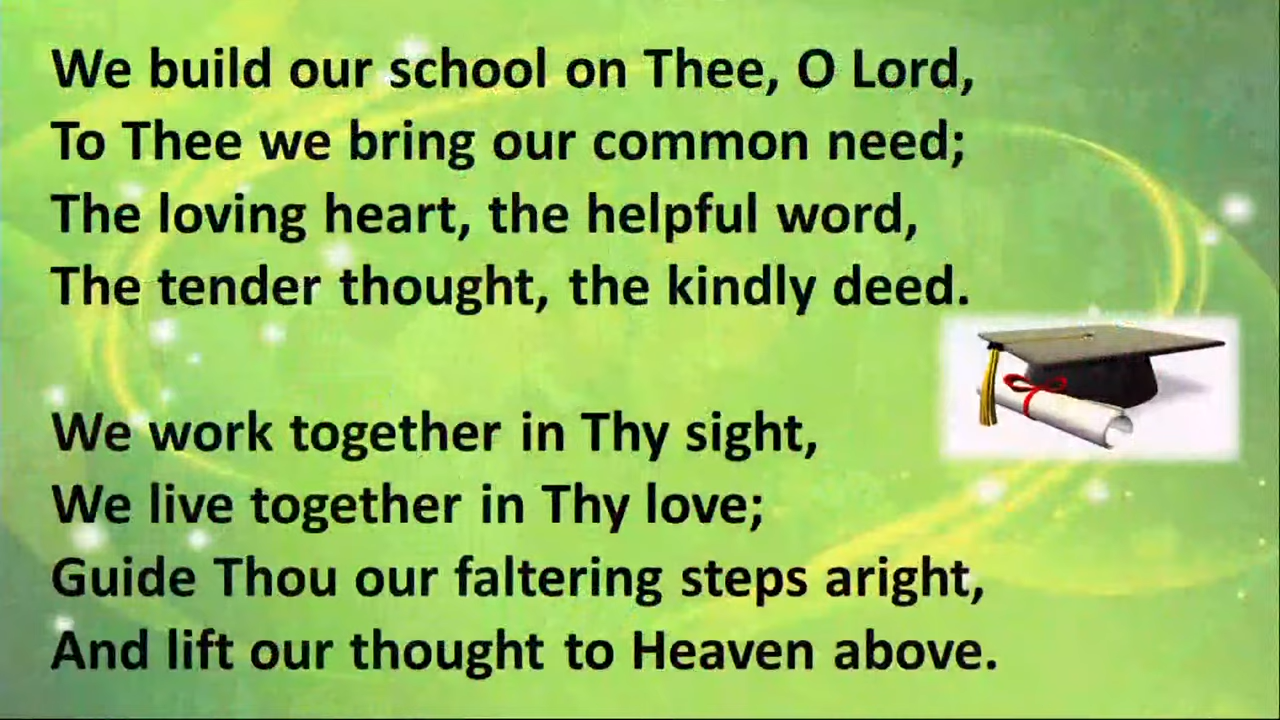 We build our school on Thee, O Lord,
To Thee we bring our common need;
The loving heart, the helpful word,
The tender thought, the kindly deed.
We work together in Thy sight,
We live together in Thy love;
Guide Thou our faltering steps aright,
And lift our thought to Heaven above.